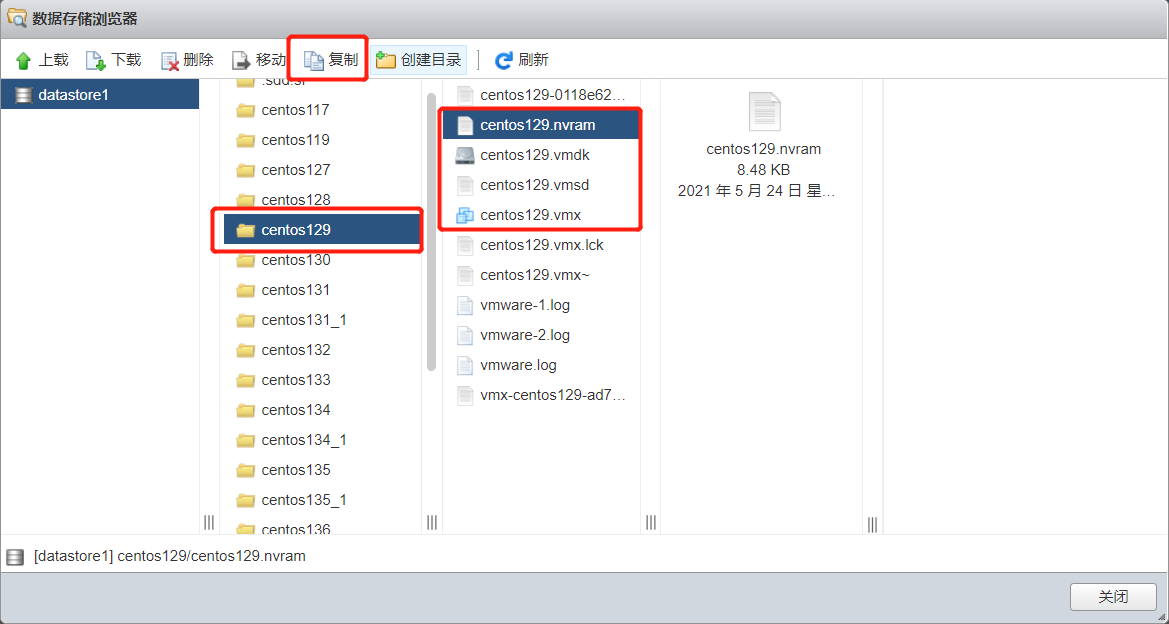 数据存储浏览器
上载 下载 删除 移动 复制 创建目录 刷新
datastore1
.sdd.sf
centos117
centos119
centos127
centos128
centos129
centos130
centos131
centos131_1
centos132
centos133
centos134
centos134_1
centos135
centos135_1
centos136
centos129-0118e62...
centos129.nvram
centos129.vmdk
centos129.vmsd
centos129.vmx
centos129.vmx.lck
centos129.vmx~
vmware-1.log
vmware-2.log
vmware.log
vmx-centos129-ad7...
centos129.nvram
8.48 KB
2021 年 5 月 24 日 星...
[datastore1] centos129/centos129.nvram
关闭